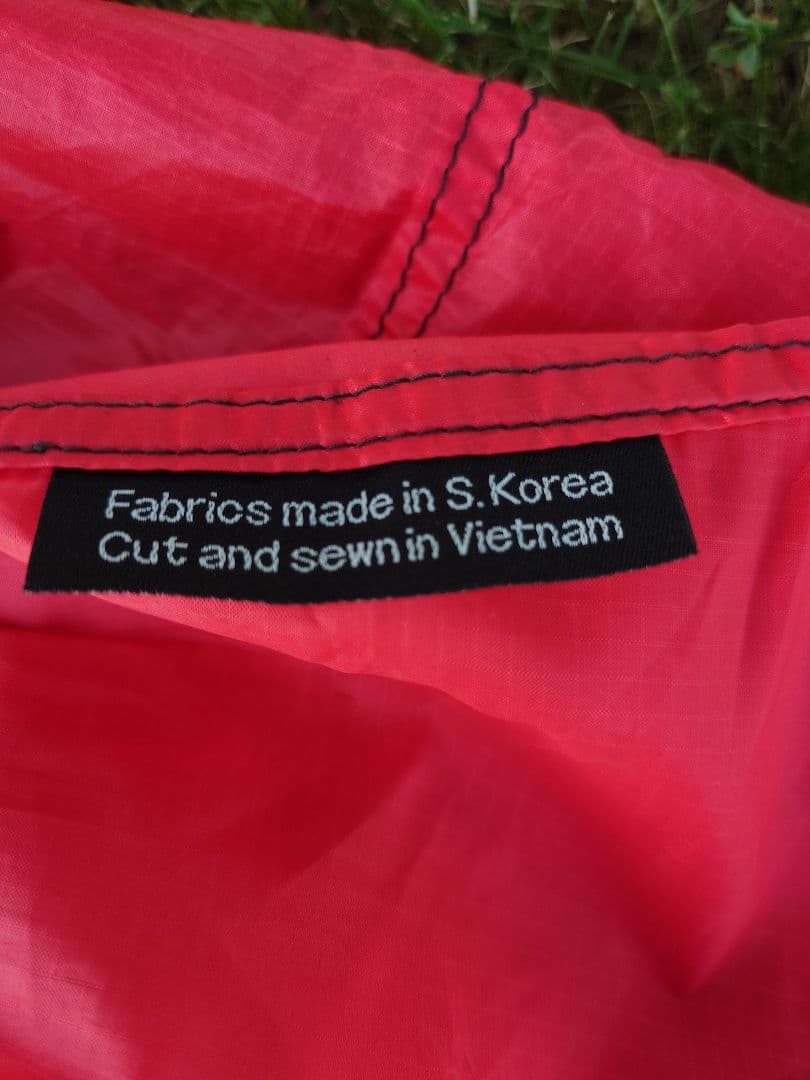 Fabrics made in S.Korea
Cut and sewn in Vietnam